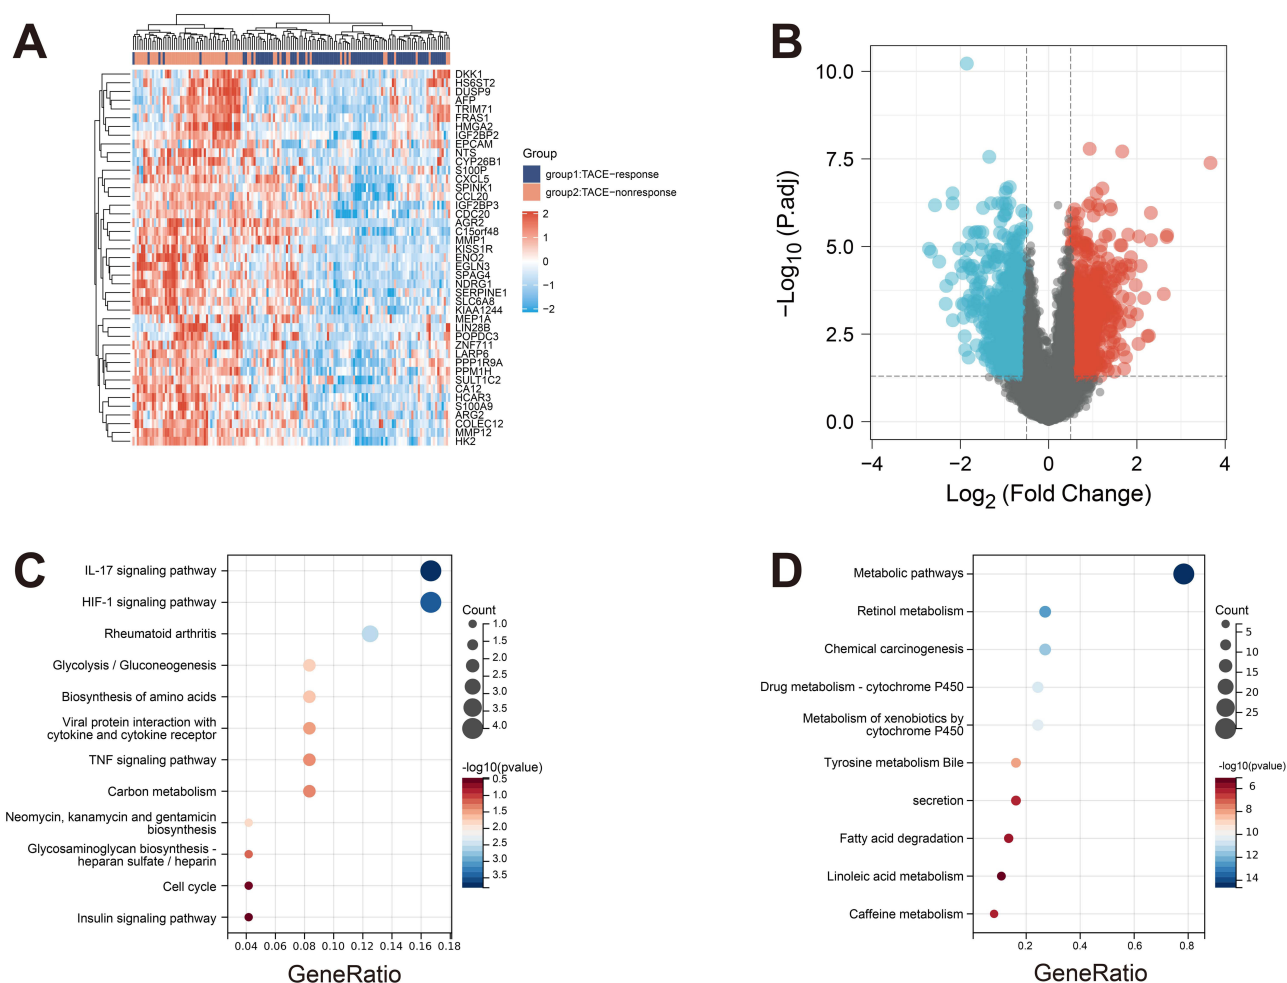 A
DKK1
HS6ST2
DUSP9
AFP
TRIM71
FRAS1
HMGA2
IGF2BP2
EPCAM
NTS
CYP26B1
S100P
CXCL5
SPINK1
CCL20
IGF2BP3
CDC20
AGR2
C15orf48
MMP1
KISS1R
ENO2
EGLN3
SPAG4
NDRG1
SERPINE1
SLC6A8
KIAA1244
MEP1A
LIN28B
POPDC3
ZNF711
LARP6
PPP1R9A
PPM1H
SULT1C2
CA12
HCAR3
S100A9
ARG2
COLEC12
MMP12
HK2
Group
group1:TACE−response
group2:TACE−nonresponse
2
1
0
−1
−2
B
10.0
7.5
5.0
2.5
0.0
−Log10 (P.adj)
−4
−2
0
2
4
Log2 (Fold Change)
C
IL-17 signaling pathway
HIF-1 signaling pathway
Rheumatoid arthritis
Glycolysis / Gluconeogenesis
Biosynthesis of amino acids
Viral protein interaction with
cytokine and cytokine receptor
TNF signaling pathway
Carbon metabolism
Neomycin, kanamycin and gentamicin
biosynthesis
Glycosaminoglycan biosynthesis -
heparan sulfate / heparin
Cell cycle
Insulin signaling pathway
0.04 0.06 0.08 0.10 0.12 0.14 0.16 0.18
GeneRatio
Count
1.0
1.5
2.0
2.5
3.0
3.5
4.0
-log10(pvalue)
0.5
1.0
1.5
2.0
2.5
3.0
3.5
D
Metabolic pathways
Retinol metabolism
Chemical carcinogenesis
Drug metabolism - cytochrome P450
Metabolism of xenobiotics by
cytochrome P450
Tyrosine metabolism Bile
secretion
Fatty acid degradation
Linoleic acid metabolism
Caffeine metabolism
0.2 0.4 0.6 0.8
GeneRatio
Count
5
10
15
20
25
-log10(pvalue)
6
8
10
12
14